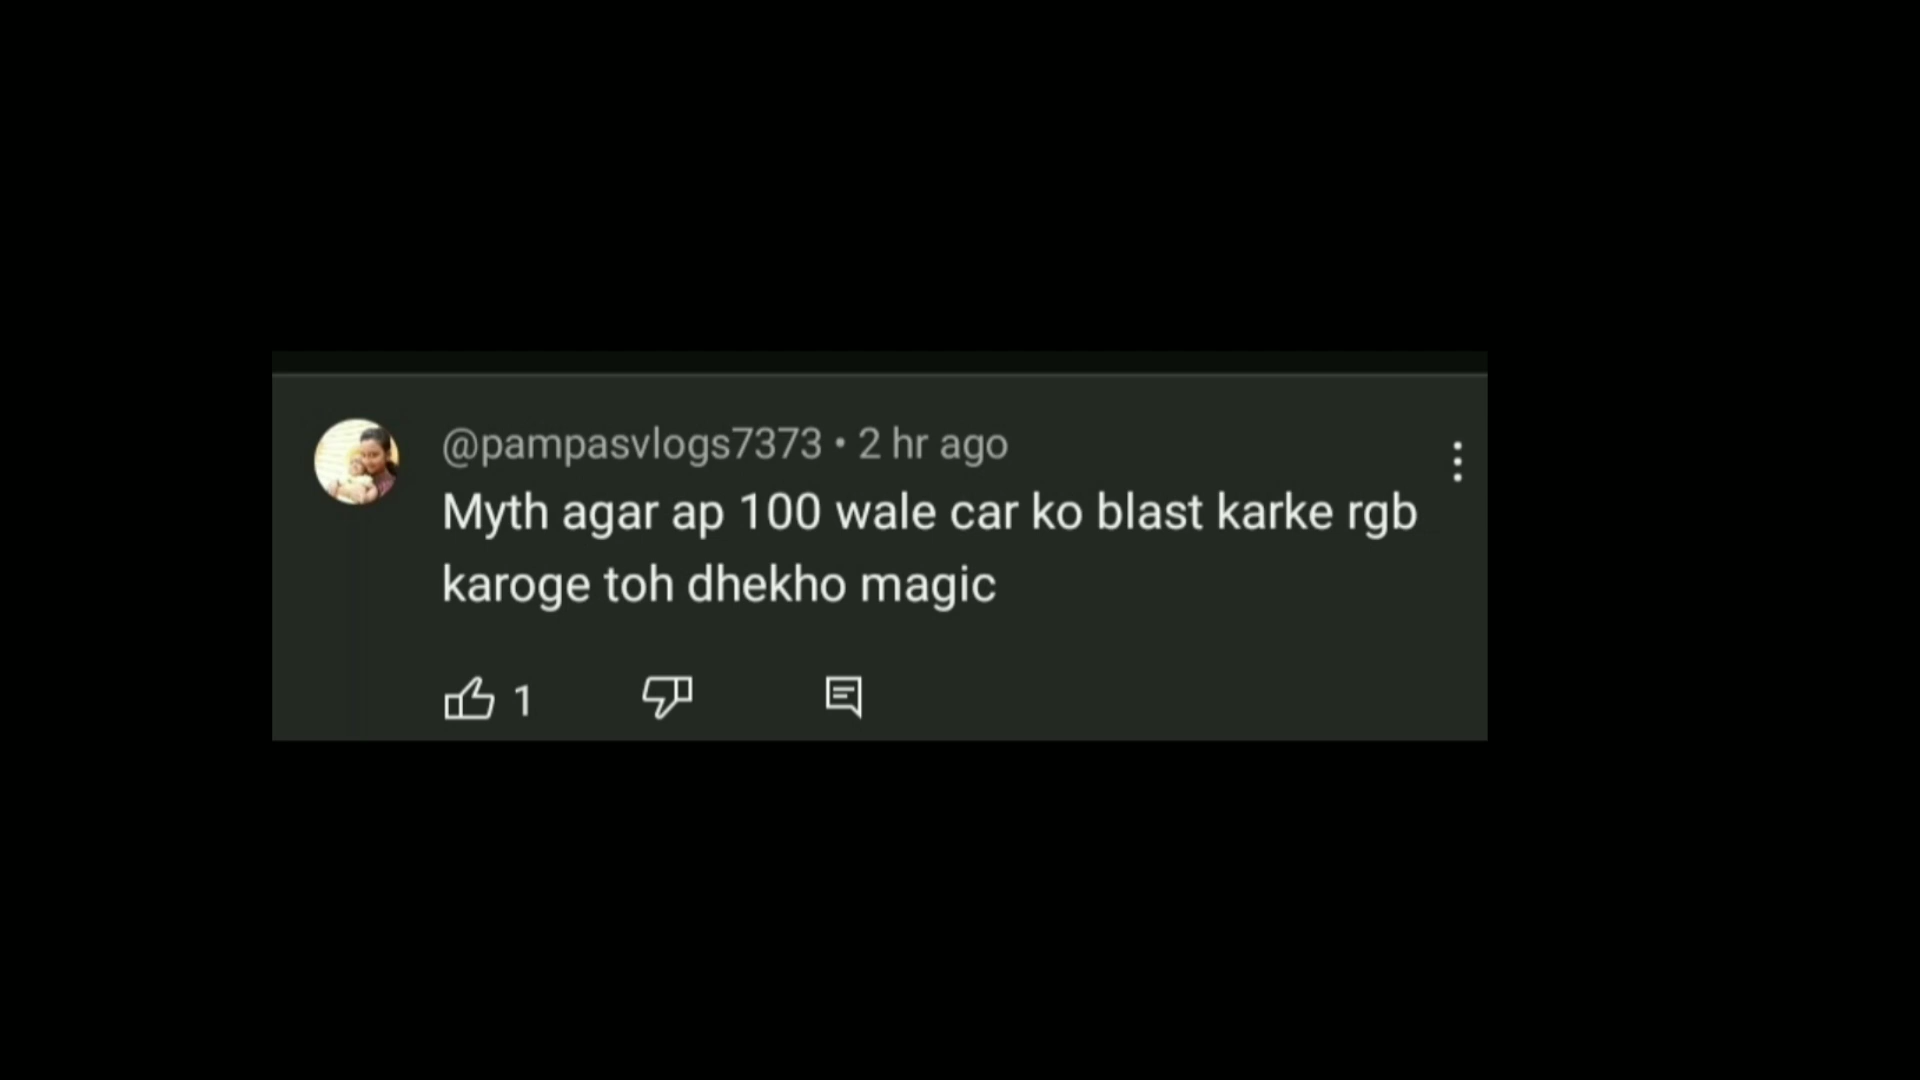 @pampasvlogs7373 • 2 hr ago
Myth agar ap 100 wale car ko blast karke rgb
karoge toh dhekho magic
1